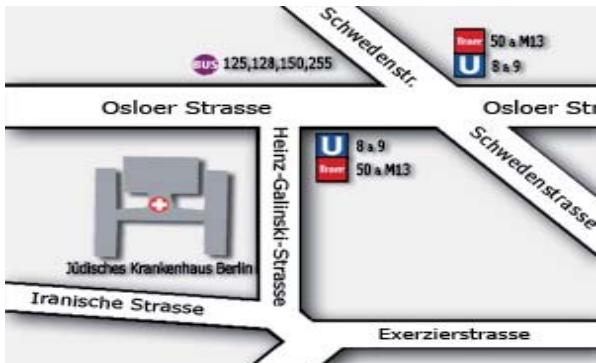 Schwedenstr.
Tram 50 & M13
U 8 & 9
BUS 125,128,150,255
Osloer Strasse
Osloer Str
Heinz-Galinski-Strasse
U 8 & 9
Tram 50 & M13
Schwedenstrasse
Jüdisches Krankenhaus Berlin
Iranische Strasse
Exerzierstrasse